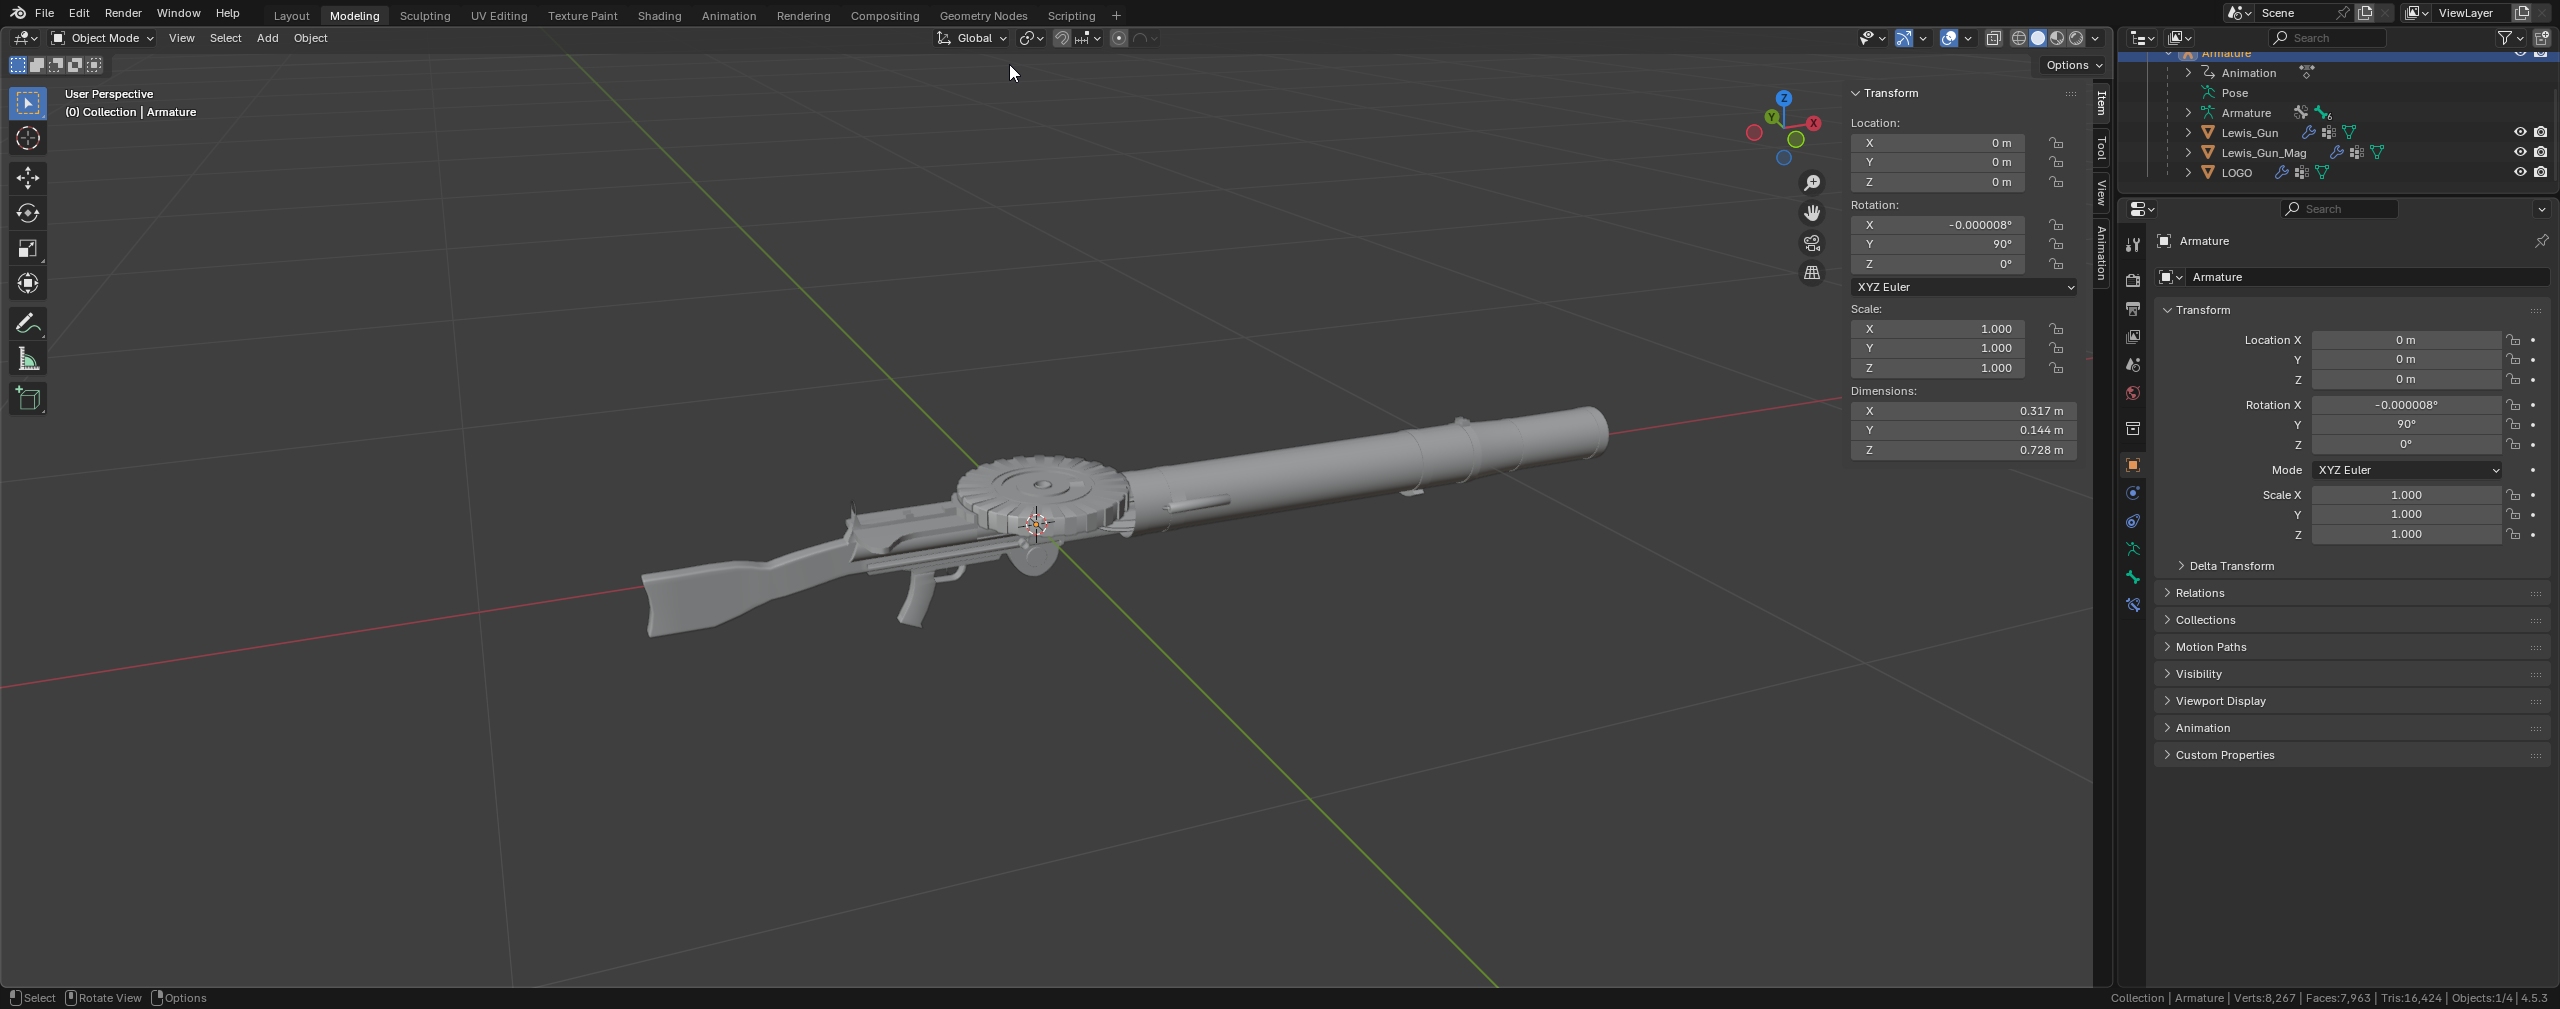 File Edit Render Window Help Layout Modeling Sculpting UV Editing Texture Paint Shading Animation Rendering Compositing Geometry Nodes Scripting + Scene ViewLayer
Object Mode View Select Add Object Global Search
Options
User Perspective
(0) Collection | Armature
Z
Y
X
Item
Tool
View
Animation
Transform
Location:
X 0 m
Y 0 m
Z 0 m
Rotation:
X -0.000008°
Y 90°
Z 0°
XYZ Euler
Scale:
X 1.000
Y 1.000
Z 1.000
Dimensions:
X 0.317 m
Y 0.144 m
Z 0.728 m
Armature
Animation
Pose
Armature 6
Lewis_Gun
Lewis_Gun_Mag
LOGO
Search
Armature
Armature
Transform
Location X 0 m
Y 0 m
Z 0 m
Rotation X -0.000008°
Y 90°
Z 0°
Mode XYZ Euler
Scale X 1.000
Y 1.000
Z 1.000
Delta Transform
Relations
Collections
Motion Paths
Visibility
Viewport Display
Animation
Custom Properties
Select Rotate View Options
Collection | Armature | Verts:8,267 | Faces:7,963 | Tris:16,424 | Objects:1/4 | 4.5.3